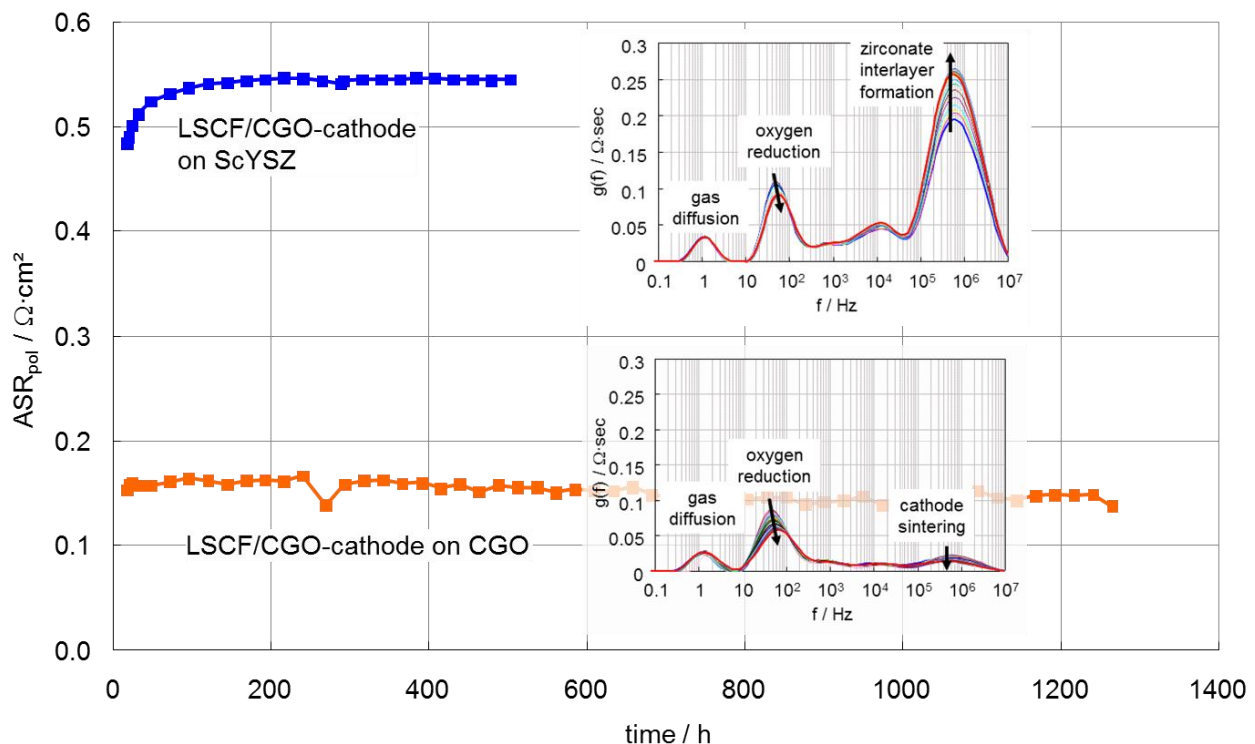 0.6
0.5
0.4
0.3
0.2
0.1
0.0
ASRpol / Ω·cm²
0 200 400 600 800 1000 1200 1400
time / h
LSCF/CGO-cathode
on ScYSZ
LSCF/CGO-cathode on CGO
0.3
0.25
0.2
0.15
0.1
0.05
0
g(f) / Ω·sec
zirconate
interlayer
formation
oxygen
reduction
gas
diffusion
0.1 1 10 10² 10³ 10⁴ 10⁵ 10⁶ 10⁷
f / Hz
0.3
0.25
0.2
0.15
0.1
0.05
0
g(f) / Ω·sec
oxygen
reduction
gas
diffusion
cathode
sintering
0.1 1 10 10² 10³ 10⁴ 10⁵ 10⁶ 10⁷
f / Hz